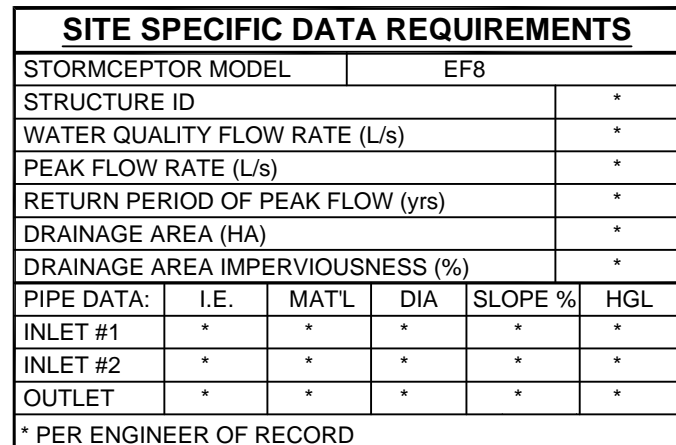 SITE SPECIFIC DATA REQUIREMENTS
STORMCEPTOR MODEL EF8
STRUCTURE ID *
WATER QUALITY FLOW RATE (L/s) *
PEAK FLOW RATE (L/s) *
RETURN PERIOD OF PEAK FLOW (yrs) *
DRAINAGE AREA (HA) *
DRAINAGE AREA IMPERVIOUSNESS (%) *
PIPE DATA: I.E. MAT'L DIA SLOPE % HGL
INLET #1 * * * * *
INLET #2 * * * * *
OUTLET * * * * *
* PER ENGINEER OF RECORD